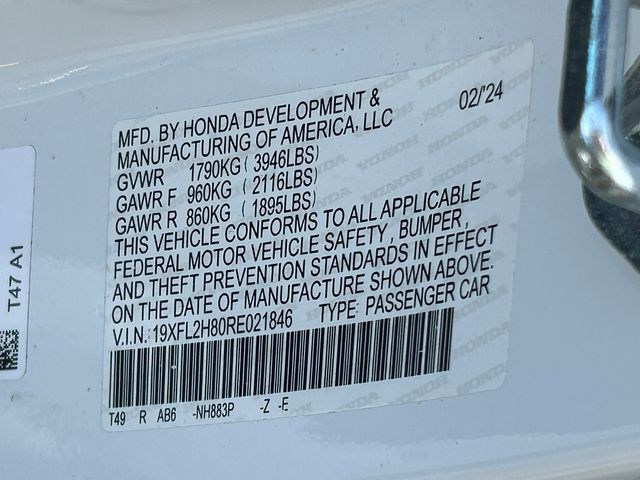 MFD. BY HONDA DEVELOPMENT & 02/'24
MANUFACTURING OF AMERICA, LLC
GVWR 1790KG ( 3946LBS)
GAWR F 960KG ( 2116LBS)
GAWR R 860KG ( 1895LBS)
THIS VEHICLE CONFORMS TO ALL APPLICABLE
FEDERAL MOTOR VEHICLE SAFETY, BUMPER,
AND THEFT PREVENTION STANDARDS IN EFFECT
ON THE DATE OF MANUFACTURE SHOWN ABOVE.
V.I.N: 19XFL2H80RE021846 TYPE: PASSENGER CAR
T49 R AB6 -NH883P -Z -E
T47 A1